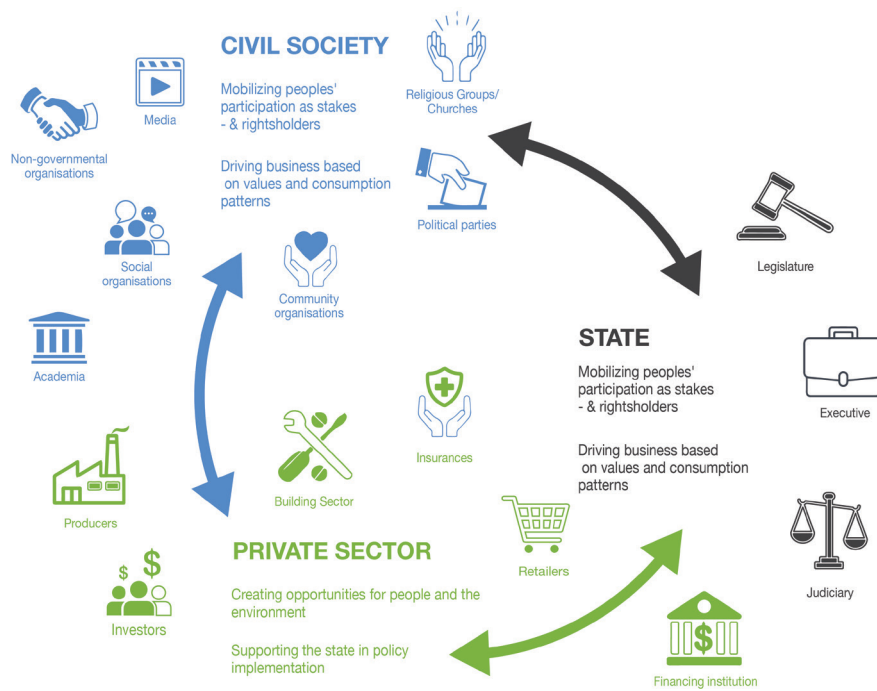 CIVIL SOCIETY
Mobilizing peoples'
participation as stakes
- & rightsholders
Driving business based
on values and consumption
patterns
Religious Groups/
Churches
Media
Non-governmental
organisations
Political parties
Social
organisations
Community
organisations
Academia
Legislature
STATE
Mobilizing peoples'
participation as stakes
- & rightsholders
Driving business based
on values and consumption
patterns
Executive
Judiciary
Insurances
Building Sector
Producers
PRIVATE SECTOR
Creating opportunities for people and the
environment
Supporting the state in policy
implementation
Retailers
Investors
Financing institution
$
$
$